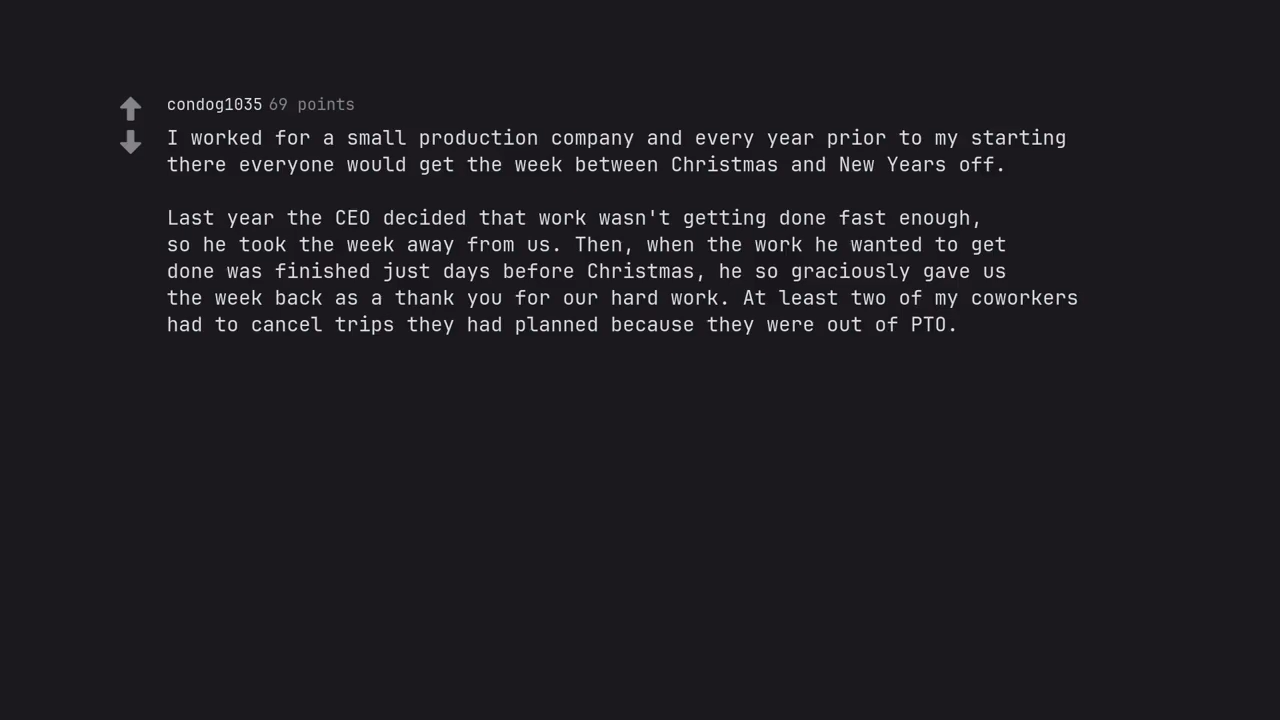 condog1035 69 points
I worked for a small production company and every year prior to my starting
there everyone would get the week between Christmas and New Years off.
Last year the CEO decided that work wasn't getting done fast enough,
so he took the week away from us. Then, when the work he wanted to get
done was finished just days before Christmas, he so graciously gave us
the week back as a thank you for our hard work. At least two of my coworkers
had to cancel trips they had planned because they were out of PTO.